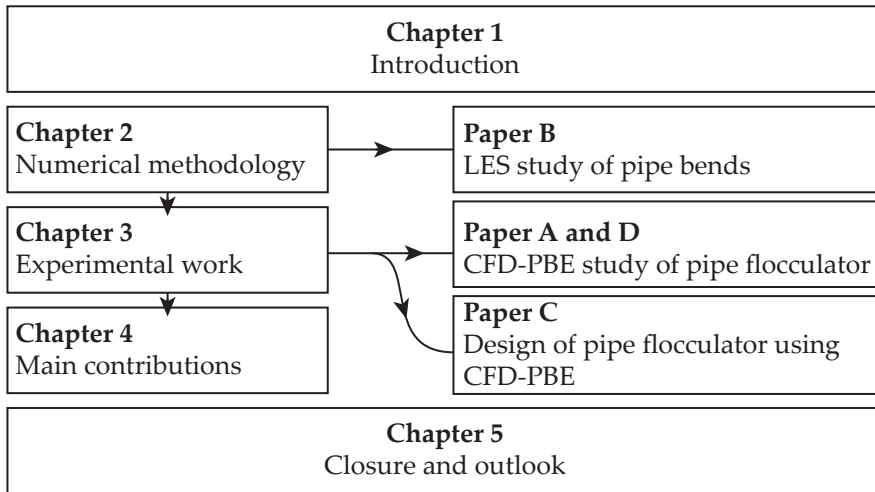 Chapter 1
Introduction
Chapter 2
Numerical methodology
Paper B
LES study of pipe bends
Chapter 3
Experimental work
Paper A and D
CFD-PBE study of pipe flocculator
Chapter 4
Main contributions
Paper C
Design of pipe flocculator using
CFD-PBE
Chapter 5
Closure and outlook